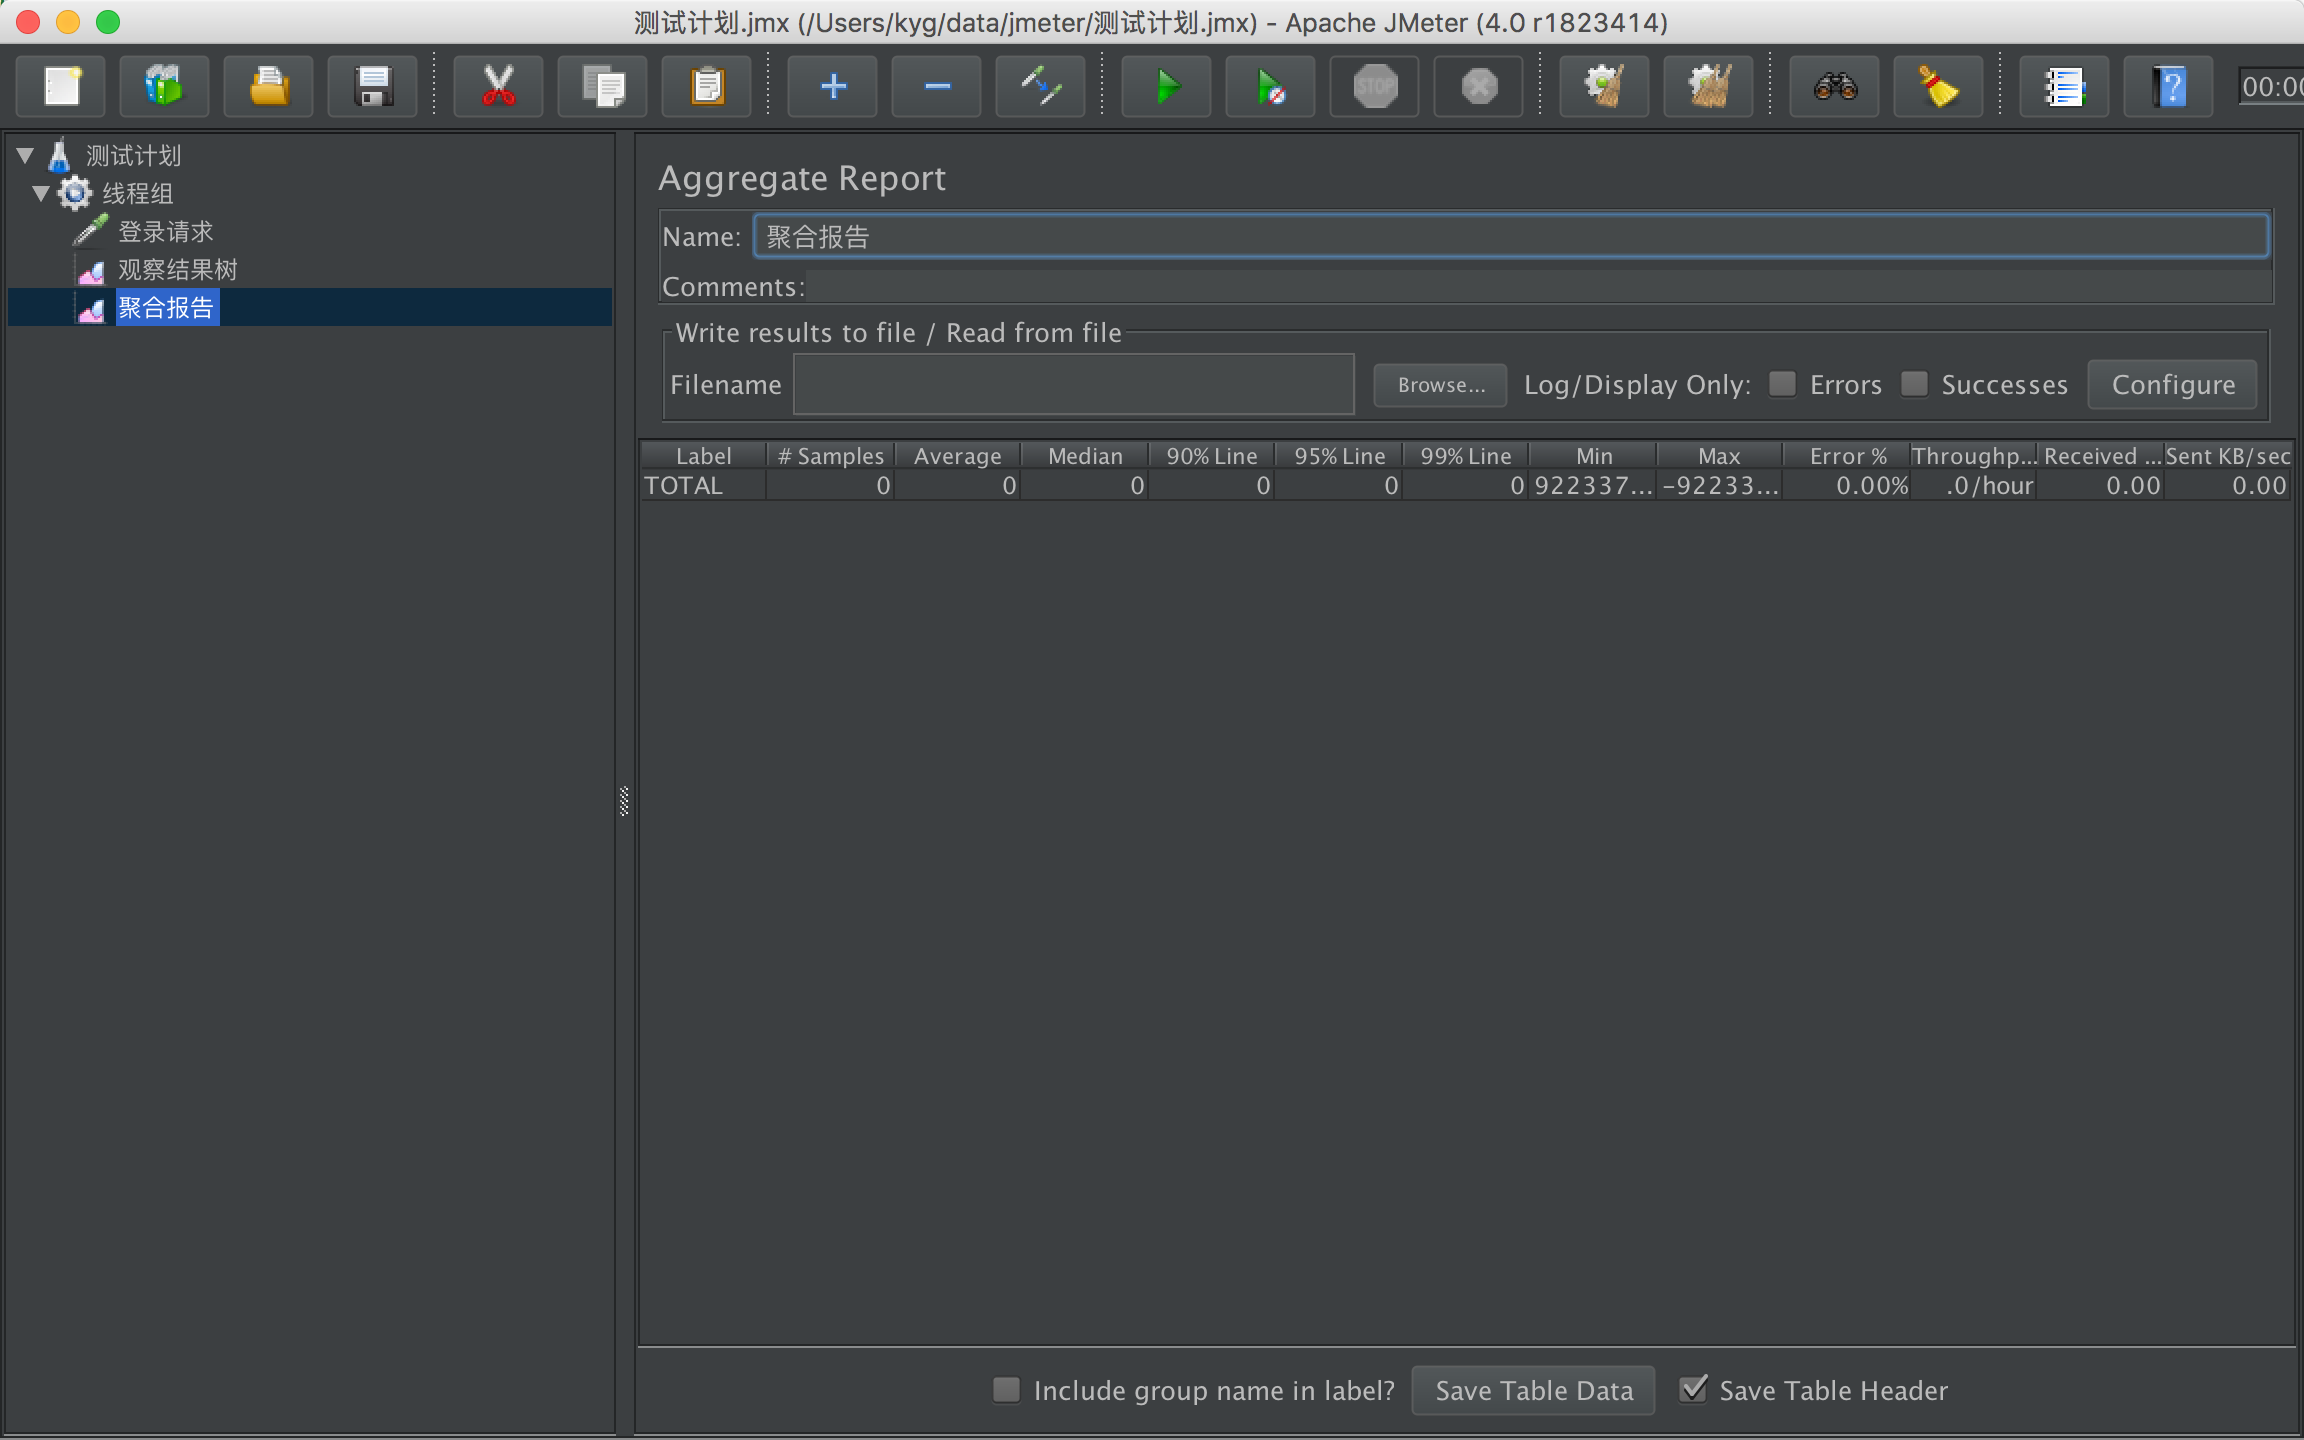 测试计划.jmx (/Users/kyg/data/jmeter/测试计划.jmx) - Apache JMeter (4.0 r1823414)
STOP
?
00:00
测试计划
线程组
登录请求
观察结果树
聚合报告
Aggregate Report
Name: 聚合报告
Comments:
Write results to file / Read from file
Filename Browse... Log/Display Only: Errors Successes Configure
Label # Samples Average Median 90% Line 95% Line 99% Line Min Max Error % Throughp... Received ... Sent KB/sec
TOTAL 0 0 0 0 0 0 922337... -92233... 0.00% .0/hour 0.00 0.00
Include group name in label? Save Table Data Save Table Header